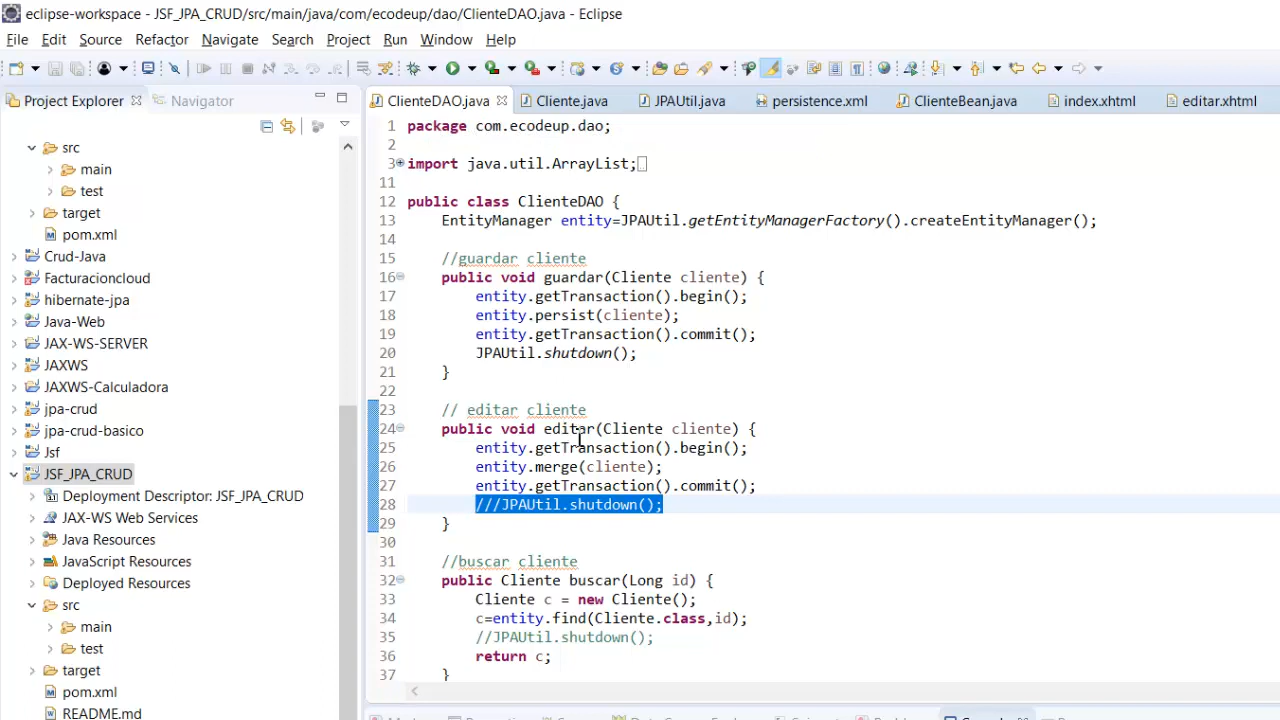 eclipse-workspace - JSF_JPA_CRUD/src/main/java/com/ecodeup/dao/ClienteDAO.java - Eclipse
File Edit Source Refactor Navigate Search Project Run Window Help
Project Explorer Navigator
ClienteDAO.java Cliente.java JPAUtil.java persistence.xml ClienteBean.java index.xhtml editar.xhtml
src
main
test
target
pom.xml
Crud-Java
Facturacioncloud
hibernate-jpa
Java-Web
JAX-WS-SERVER
JAXWS
JAXWS-Calculadora
jpa-crud
jpa-crud-basico
Jsf
JSF_JPA_CRUD
Deployment Descriptor: JSF_JPA_CRUD
JAX-WS Web Services
Java Resources
JavaScript Resources
Deployed Resources
src
main
test
target
pom.xml
README.md
1 package com.ecodeup.dao;
2
3 import java.util.ArrayList;
11
12 public class ClienteDAO {
13 EntityManager entity=JPAUtil.getEntityManagerFactory().createEntityManager();
14
15 //guardar cliente
16 public void guardar(Cliente cliente) {
17 entity.getTransaction().begin();
18 entity.persist(cliente);
19 entity.getTransaction().commit();
20 JPAUtil.shutdown();
21 }
22
23 // editar cliente
24 public void editar(Cliente cliente) {
25 entity.getTransaction().begin();
26 entity.merge(cliente);
27 entity.getTransaction().commit();
28 ///JPAUtil.shutdown();
29 }
30
31 //buscar cliente
32 public Cliente buscar(Long id) {
33 Cliente c = new Cliente();
34 c=entity.find(Cliente.class,id);
35 //JPAUtil.shutdown();
36 return c;
37 }